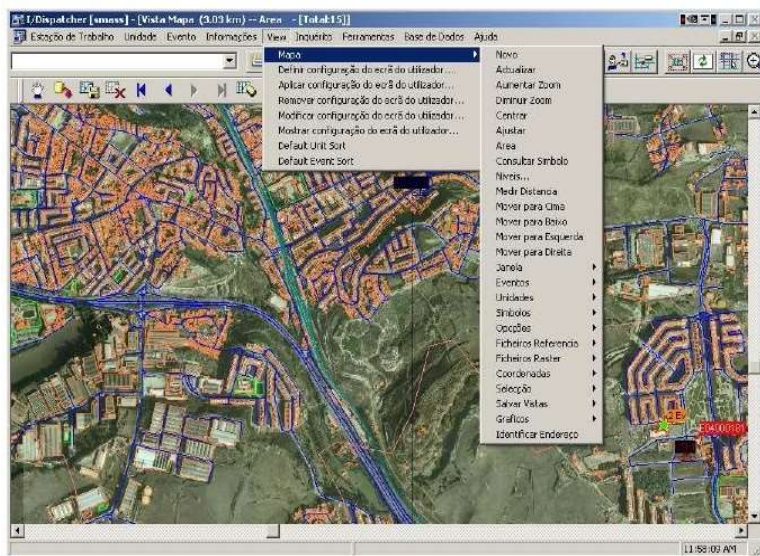 I/Dispatcher [smass] - [Vista Mapa (3,03 km) -- Area - [Total:15]]
Estação de Trabalho Unidade Evento Informações View Inquérito Ferramentas Base de Dados Ajuda
Mapa
Definir configuração do ecrã do utilizador...
Aplicar configuração do ecrã do utilizador...
Remover configuração do ecrã do utilizador...
Modificar configuração do ecrã do utilizador...
Mostrar configuração do ecrã do utilizador...
Default Unit Sort
Default Event Sort
Novo
Actualizar
Aumentar Zoom
Diminuir Zoom
Centrar
Ajustar
Area
Consultar Simbolo
Niveis...
Medir Distancia
Mover para Cima
Mover para Baixo
Mover para Esquerda
Mover para Direita
Janela
Eventos
Unidades
Simbolos
Opcções
Ficheiros Referencia
Ficheiros Raster
Coordenadas
Selecção
Salvar Vistas
Graficos
Identificar Endereço
E04000181
11:58:09 AM